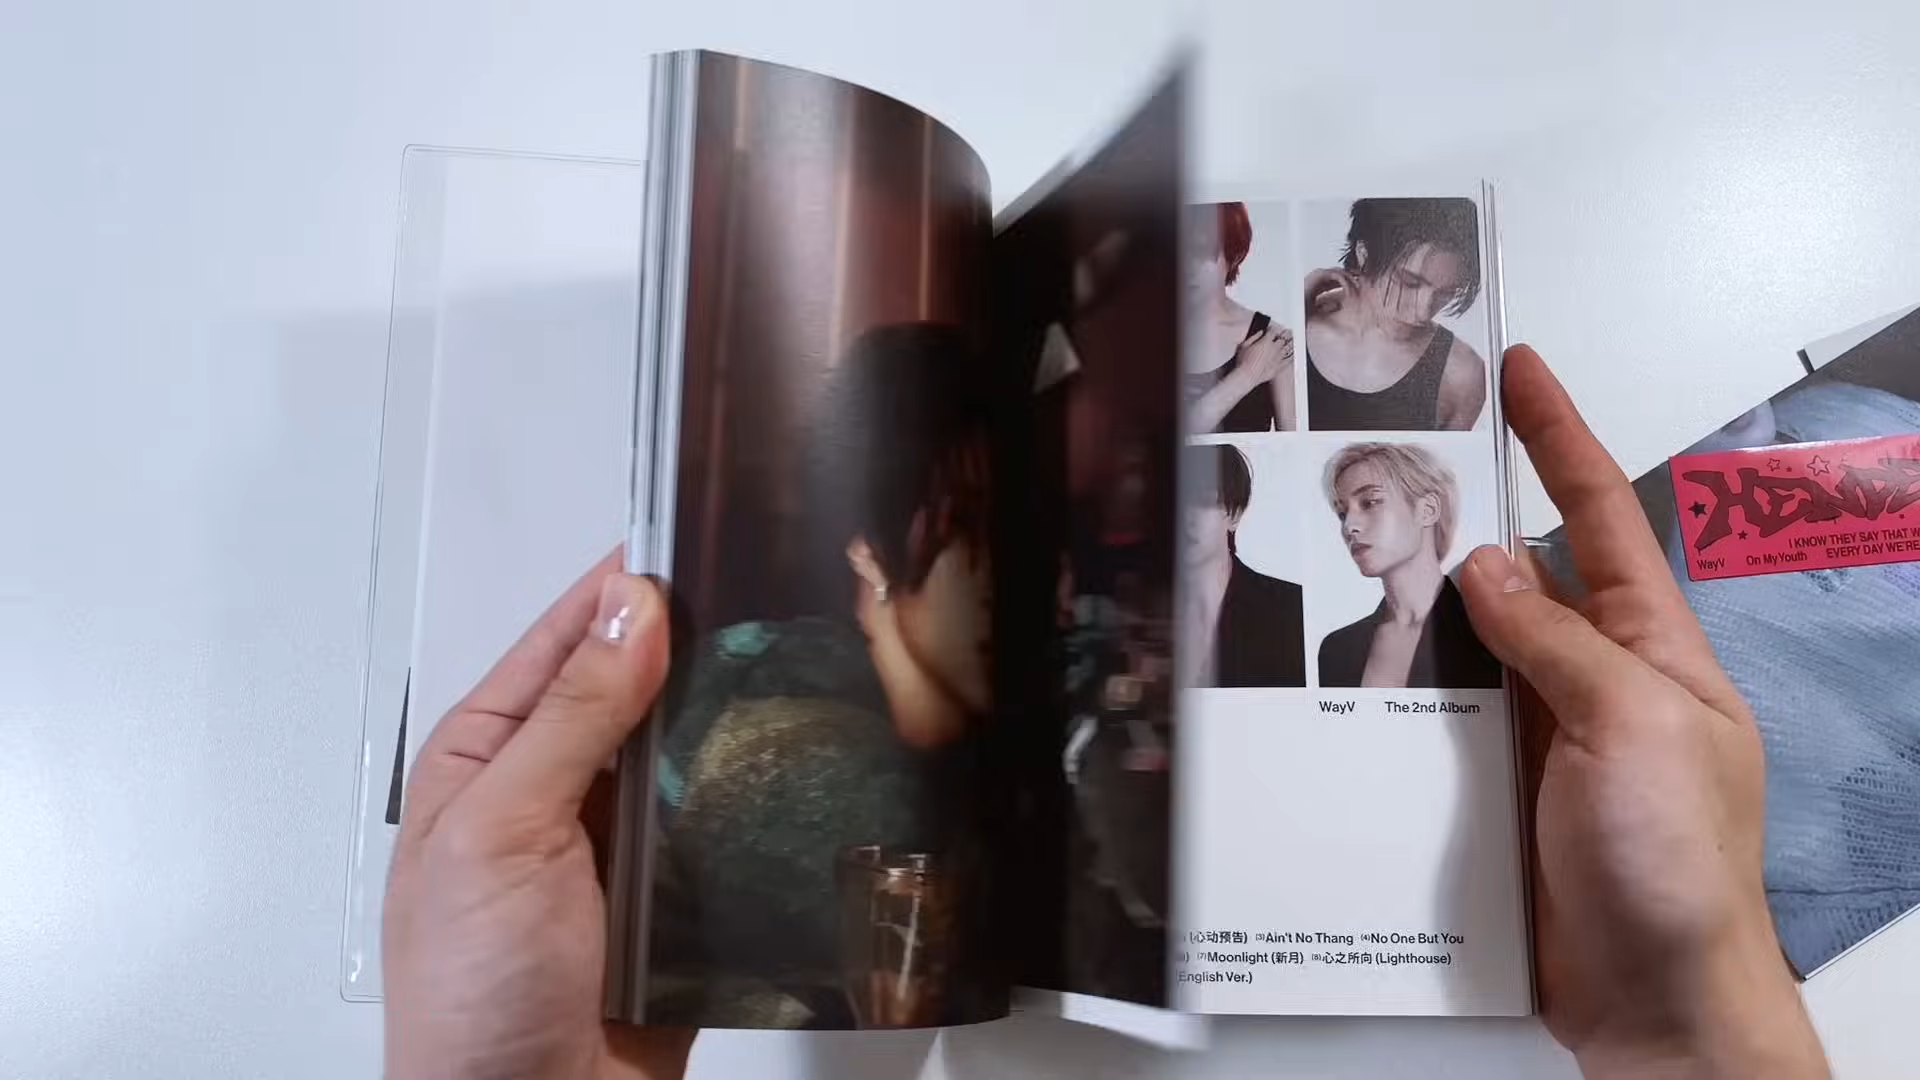 WayV The 2nd Album
(心动预告) (3)Ain't No Thang (4)No One But You
(7)Moonlight (新月) (8)心之所向 (Lighthouse)
(English Ver.)
I KNOW THEY SAY THAT
WayV On My Youth EVERY DAY WE'RE